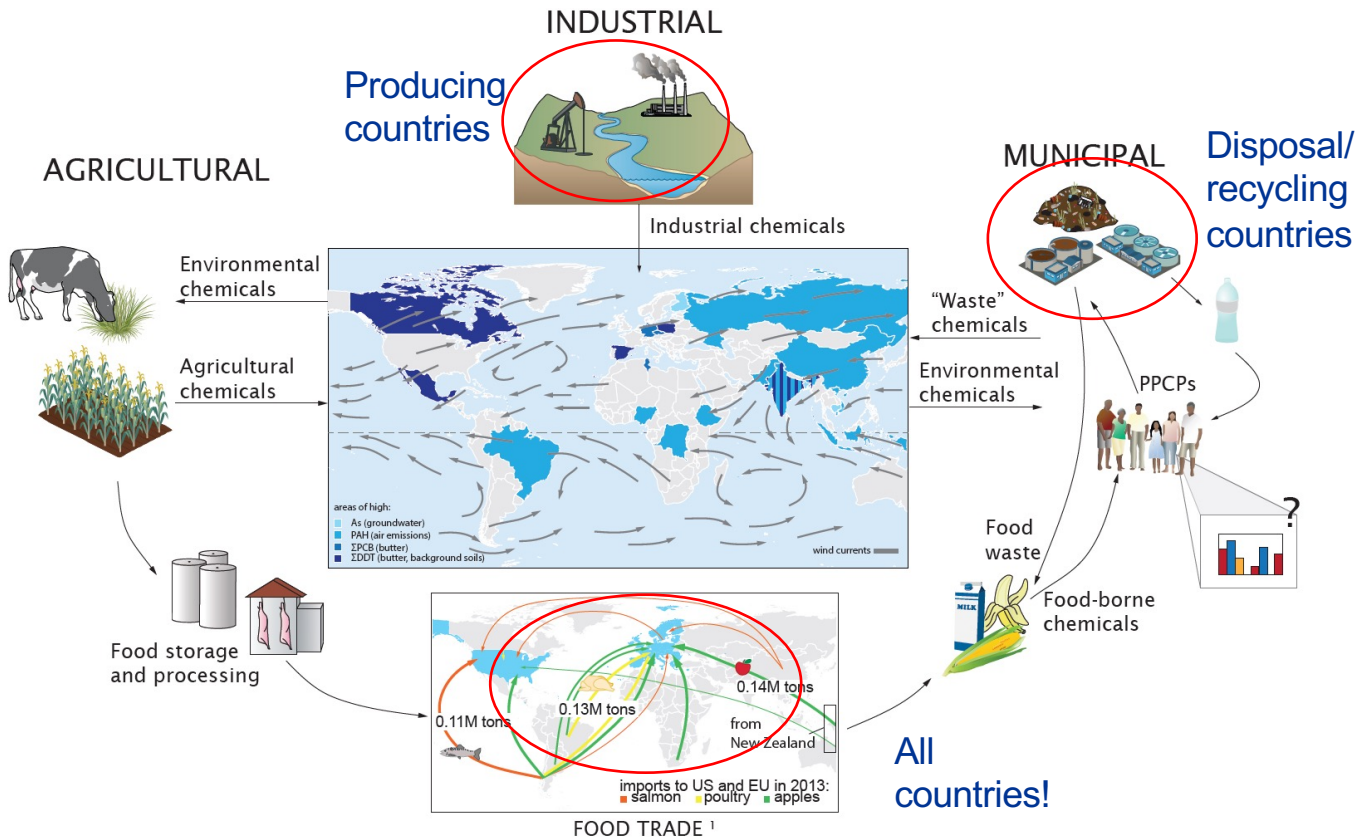 INDUSTRIAL
Producing
countries
AGRICULTURAL
MUNICIPAL
Disposal/
recycling
countries
Industrial chemicals
Environmental
chemicals
Agricultural
chemicals
"Waste"
chemicals
Environmental
chemicals
PPCPs
areas of high:
As (groundwater)
PAH (air emissions)
ΣPCB (butter)
ΣDDT (butter, background soils)
wind currents
?
Food
waste
MILK
Food-borne
chemicals
Food storage
and processing
0.11M tons
0.13M tons
0.14M tons
from
New Zealand
imports to US and EU in 2013:
salmon poultry apples
FOOD TRADE 1
All
countries!